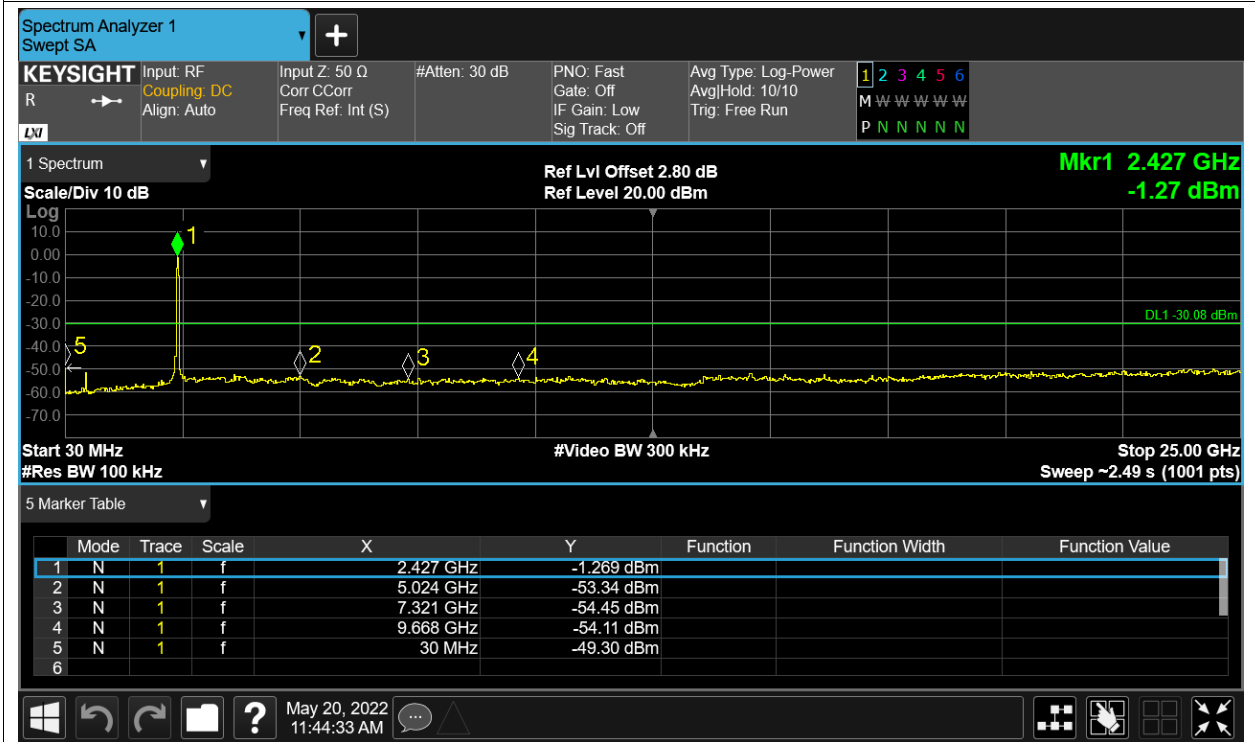 Spectrum Analyzer 1
Swept SA
+
KEYSIGHT Input: RF Input Z: 50 Ω #Atten: 30 dB PNO: Fast Avg Type: Log-Power 1 2 3 4 5 6
R Coupling: DC Corr CCorr Gate: Off Avg|Hold: 10/10 M W W W W W
Align: Auto Freq Ref: Int (S) IF Gain: Low Trig: Free Run
LXI Sig Track: Off P N N N N N
1 Spectrum Ref Lvl Offset 2.80 dB Mkr1 2.427 GHz
Scale/Div 10 dB Ref Level 20.00 dBm -1.27 dBm
Log
10.0 1
0.00
-10.0
-20.0
-30.0 DL1 -30.08 dBm
-40.0 5 2 3 4
-50.0
-60.0
-70.0
Start 30 MHz #Video BW 300 kHz Stop 25.00 GHz
#Res BW 100 kHz Sweep ~2.49 s (1001 pts)
5 Marker Table
Mode Trace Scale X Y Function Function Width Function Value
1 N 1 f 2.427 GHz -1.269 dBm
2 N 1 f 5.024 GHz -53.34 dBm
3 N 1 f 7.321 GHz -54.45 dBm
4 N 1 f 9.668 GHz -54.11 dBm
5 N 1 f 30 MHz -49.30 dBm
6
? May 20, 2022
11:44:33 AM